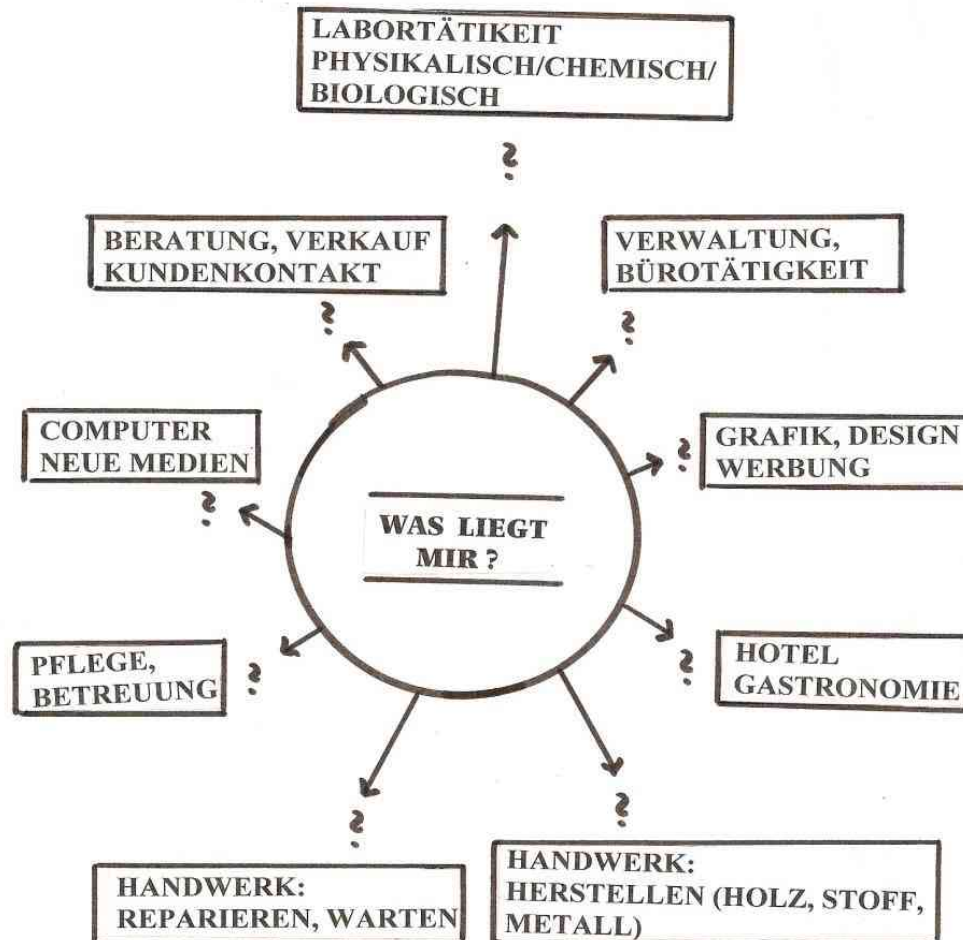 LABORTÄTIKEIT
PHYSIKALISCH/CHEMISCH/
BIOLOGISCH
?
BERATUNG, VERKAUF
KUNDENKONTAKT
?
VERWALTUNG,
BÜROTÄTIGKEIT
?
COMPUTER
NEUE MEDIEN
?
GRAFIK, DESIGN
WERBUNG
?
WAS LIEGT
MIR ?
PFLEGE,
BETREUUNG
?
HOTEL
GASTRONOMIE
?
HANDWERK:
REPARIEREN, WARTEN
?
HANDWERK:
HERSTELLEN (HOLZ, STOFF,
METALL)
?